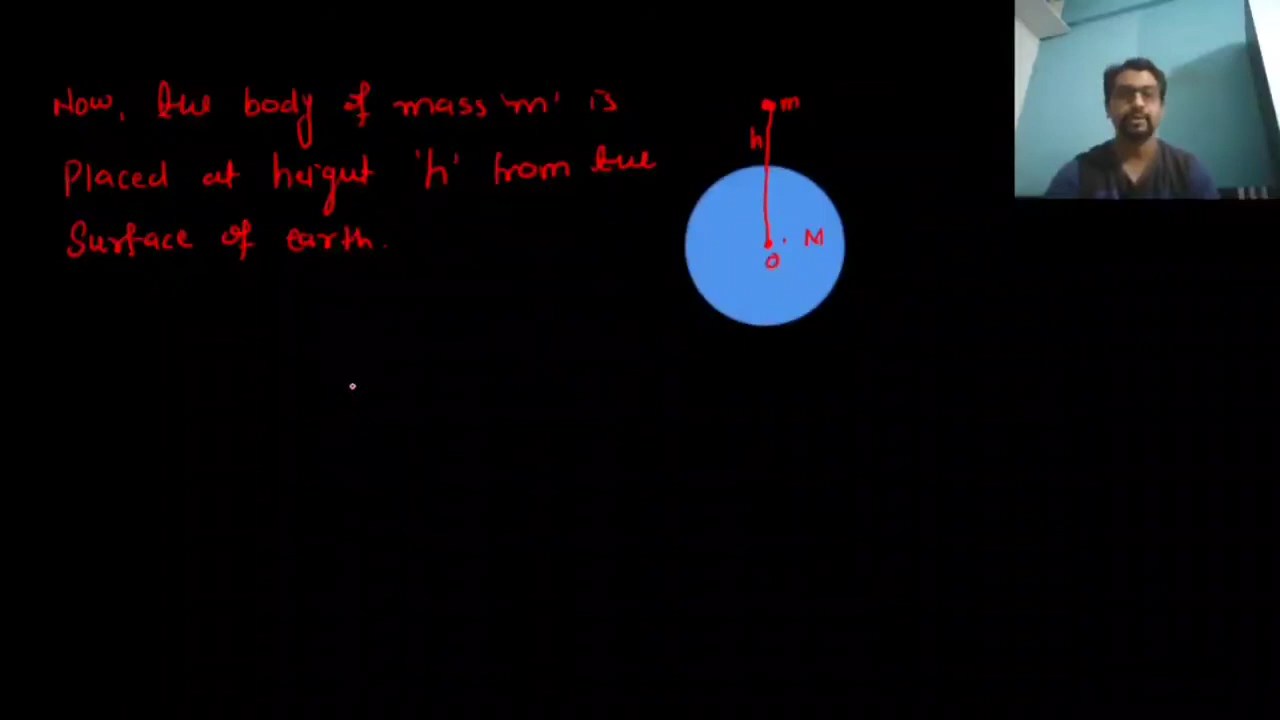 Now, the body of mass 'm' is
Placed at height 'h' from the
Surface of earth.
m
h
M
O